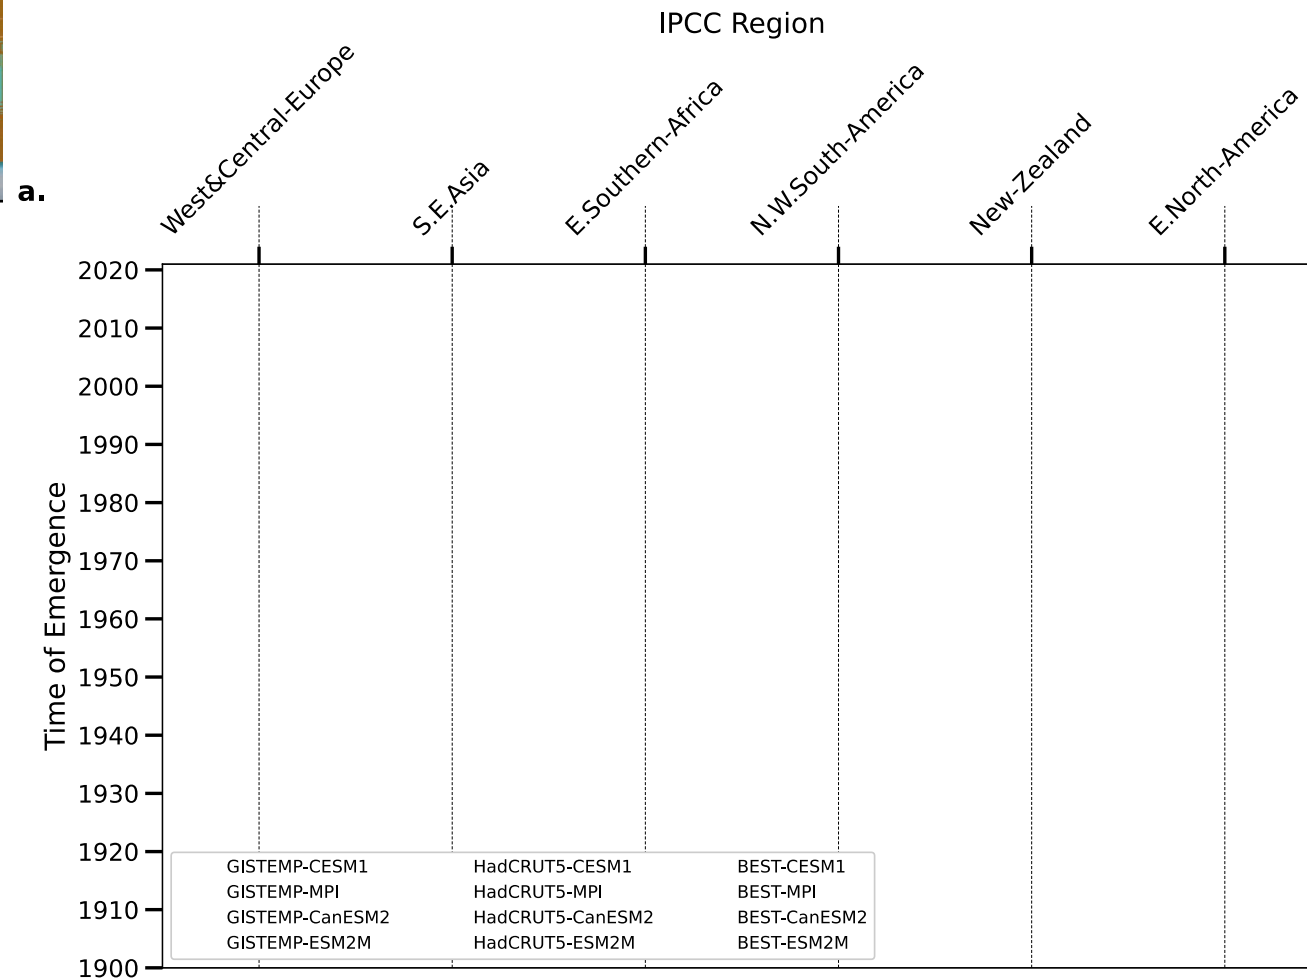 IPCC Region
West&Central-Europe
S.E.Asia
E.Southern-Africa
N.W.South-America
New-Zealand
E.North-America
a.
Time of Emergence
2020
2010
2000
1990
1980
1970
1960
1950
1940
1930
1920
1910
1900
GISTEMP-CESM1 HadCRUT5-CESM1 BEST-CESM1
GISTEMP-MPI HadCRUT5-MPI BEST-MPI
GISTEMP-CanESM2 HadCRUT5-CanESM2 BEST-CanESM2
GISTEMP-ESM2M HadCRUT5-ESM2M BEST-ESM2M